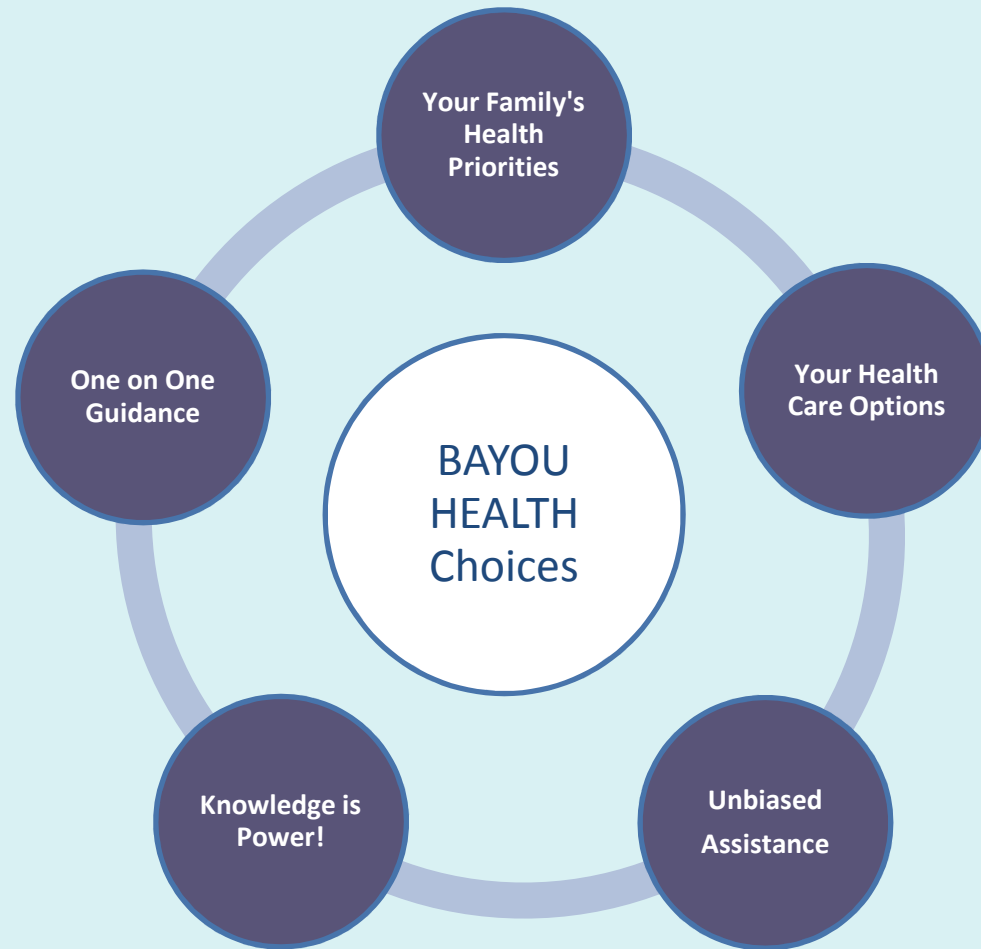 Your Family's
Health
Priorities
Your Health
Care Options
Unbiased
Assistance
Knowledge is
Power!
One on One
Guidance
BAYOU
HEALTH
Choices